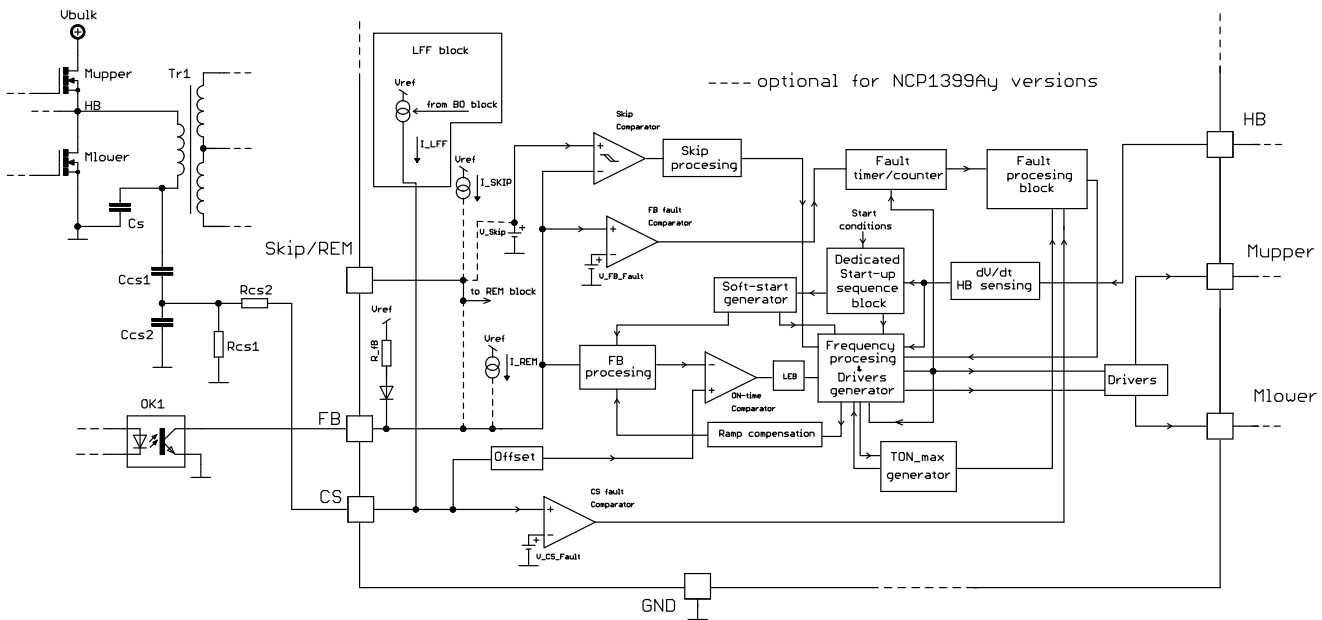 Vbulk
Mupper
Tr1
HB
Mlower
Cs
Ccs1
Rcs2
Ccs2
Rcs1
OK1
LFF block
Vref
from BO block
I_LFF
Vref
I_SKIP
---- optional for NCP1399Ay versions
Skip
Comparator
Skip
procesing
V_Skip
FB fault
Comparator
V_FB_Fault
Fault
timer/counter
Fault
procesing
block
Start
conditions
Dedicated
Start-up
sequence
block
dV/dt
HB sensing
HB
Mupper
Mlower
Skip/REM
to REM block
Vref
R_fB
Vref
I_REM
Soft-start
generator
FB
procesing
ON-time
Comparator
LEB
Frequency
procesing
&
Drivers
generator
Drivers
Ramp compensation
TON_max
generator
FB
Offset
CS
CS fault
Comparator
V_CS_Fault
GND